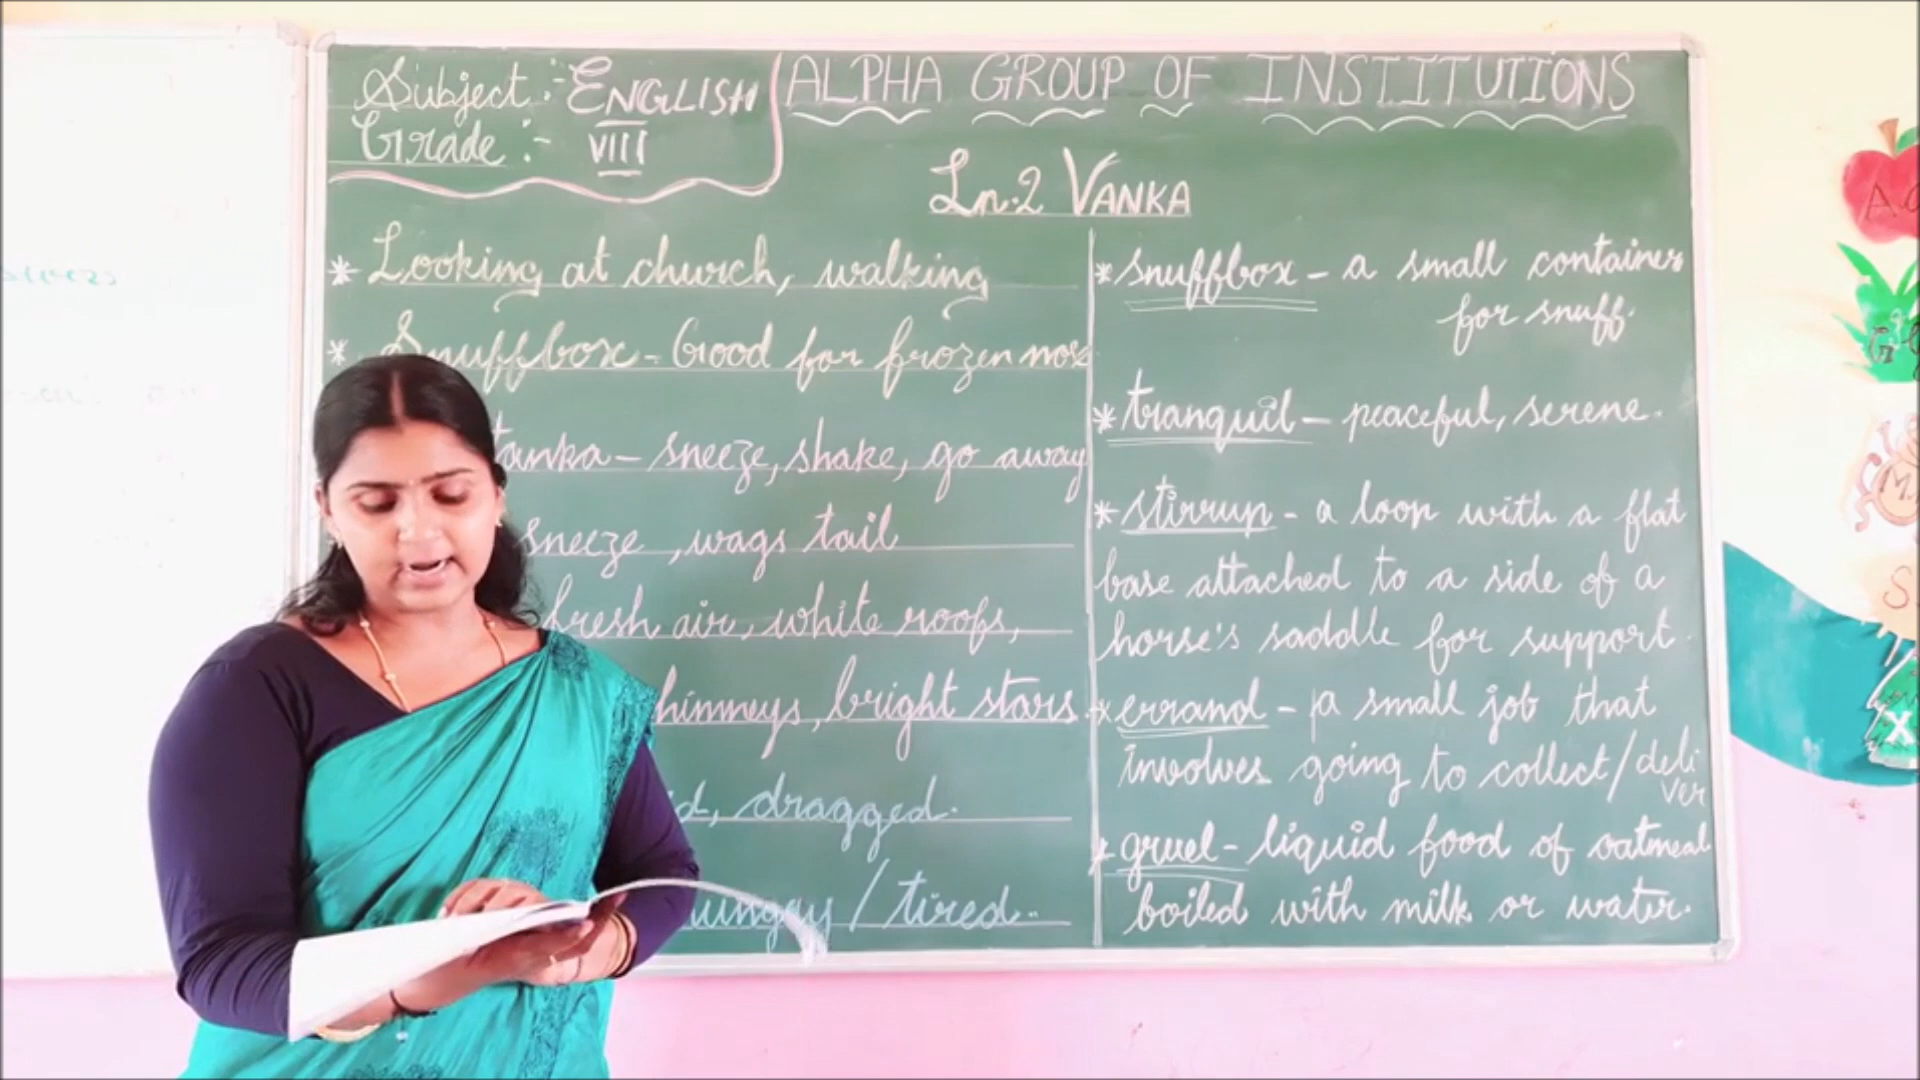 Subject :- ENGLISH
Grade :- VIII
ALPHA GROUP OF INSTITUTIONS
Ln.2 VANKA
* Looking at church, walking
* Snuffbox - Good for frozen nose
sneeze, shake, go away
sneeze, wags tail
fresh air, white roofs,
bright stars.
dragged.
/ tired.
* snuffbox - a small container
for snuff.
* tranquil - peaceful, serene.
* stirrup - a loop with a flat
base attached to a side of a
horse's saddle for support.
* errand - A small job that
involves going to collect/deli
ver
* gruel - liquid food of oatmeal
boiled with milk or water.